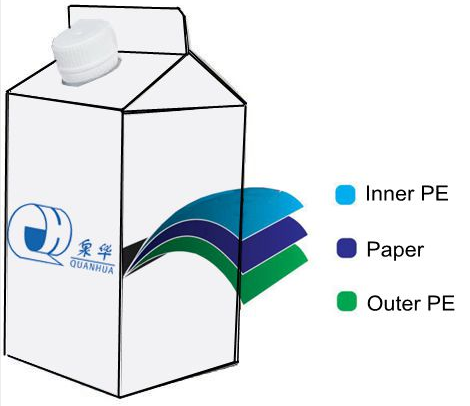 泉华
QUANHUA
Inner PE
Paper
Outer PE